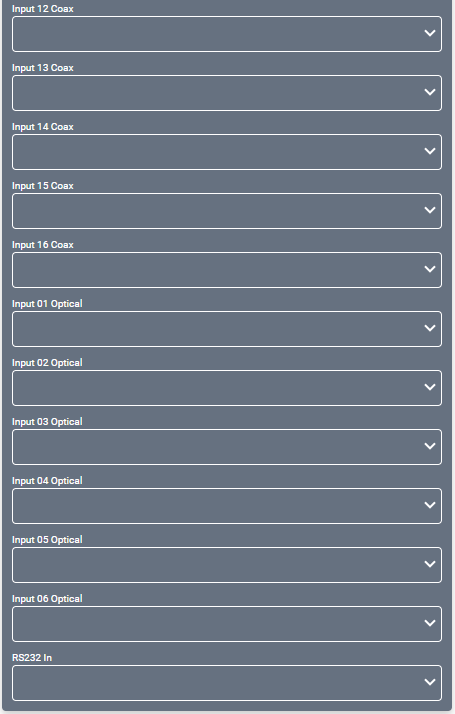 Input 12 Coax
Input 13 Coax
Input 14 Coax
Input 15 Coax
Input 16 Coax
Input 01 Optical
Input 02 Optical
Input 03 Optical
Input 04 Optical
Input 05 Optical
Input 06 Optical
RS232 In